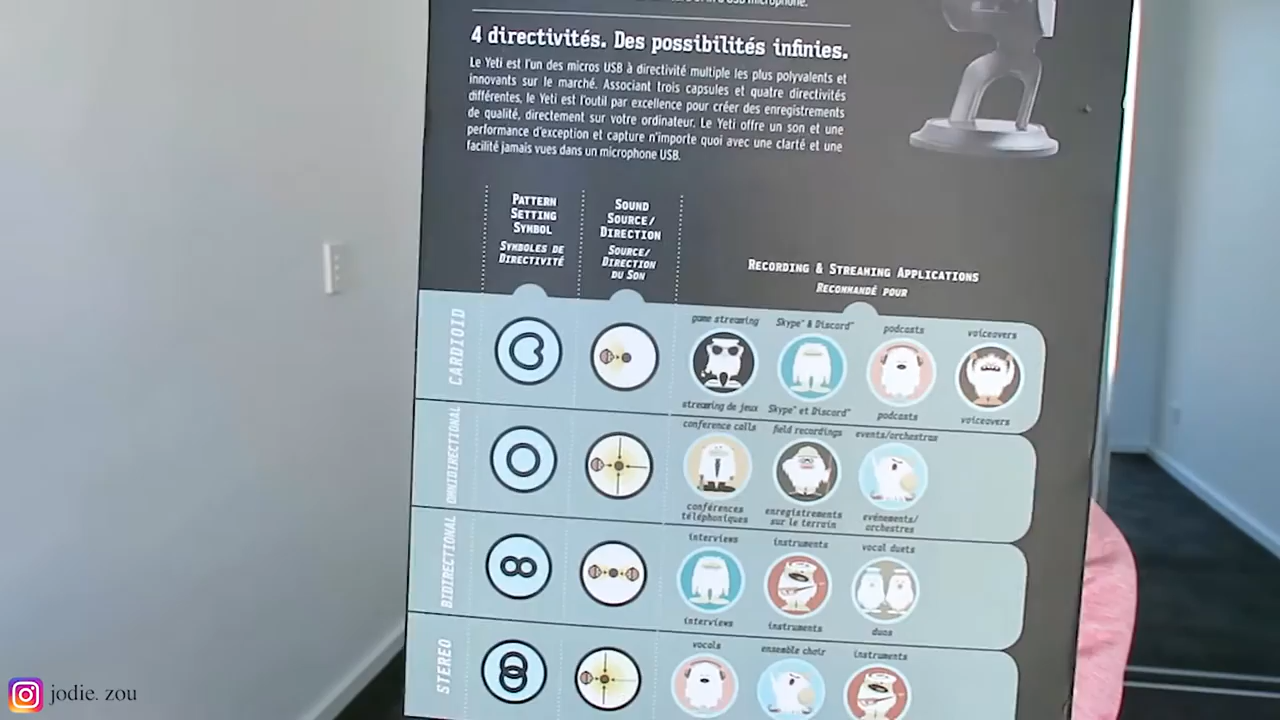 USB microphone.
4 directivités. Des possibilités infinies.
Le Yeti est l'un des micros USB à directivité multiple les plus polyvalents et
innovants sur le marché. Associant trois capsules et quatre directivités
différentes, le Yeti est l'outil par excellence pour créer des enregistrements
de qualité, directement sur votre ordinateur. Le Yeti offre un son et une
performance d'exception et capture n'importe quoi avec une clarté et une
facilité jamais vues dans un microphone USB.
PATTERN
SETTING
SYMBOL
SYMBOLES DE
DIRECTIVITÉ
SOUND
SOURCE/
DIRECTION
SOURCE/
DIRECTION
DU SON
RECORDING & STREAMING APPLICATIONS
RECOMMANDÉ POUR
CARDIOID
game streaming
Skype™ & Discord™
podcasts
voiceovers
streaming de jeux
Skype™ et Discord™
podcasts
voiceovers
OMNIDIRECTIONAL
conference calls
field recordings
events/orchestras
conférences
téléphoniques
enregistrements
sur le terrain
événements/
orchestres
BIDIRECTIONAL
interviews
instruments
vocal duets
interviews
instruments
duos
STEREO
vocals
ensemble choir
instruments
jodie. zou